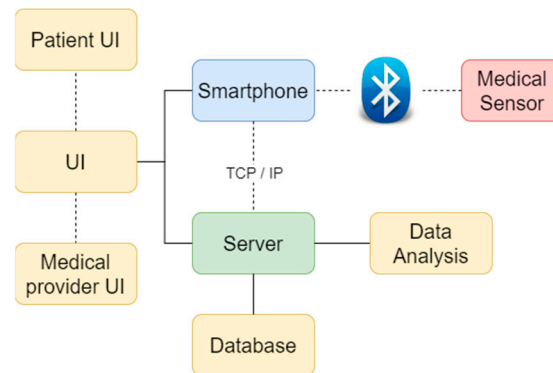 Patient UI
Smartphone
Medical
Sensor
UI
TCP / IP
Medical
provider UI
Server
Data
Analysis
Database